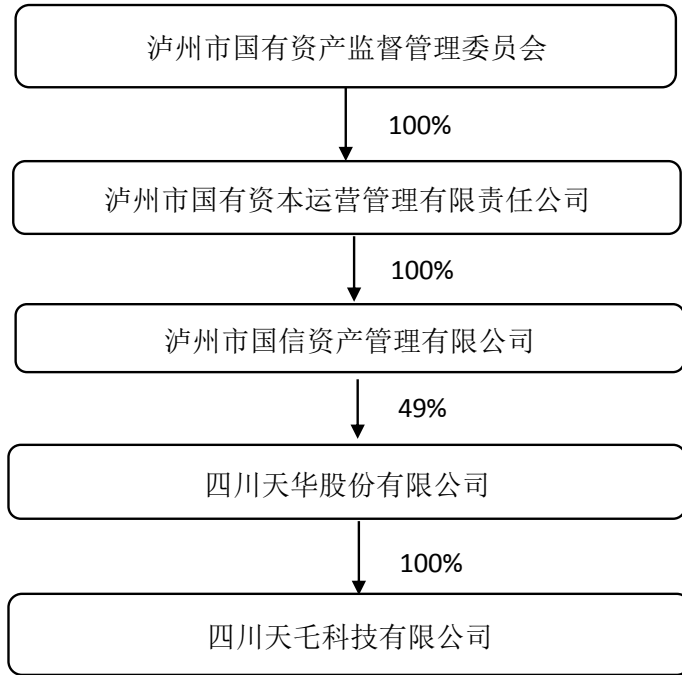 泸州市国有资产监督管理委员会
100%
泸州市国有资本运营管理有限责任公司
100%
泸州市国信资产管理有限公司
49%
四川天华股份有限公司
100%
四川天乇科技有限公司